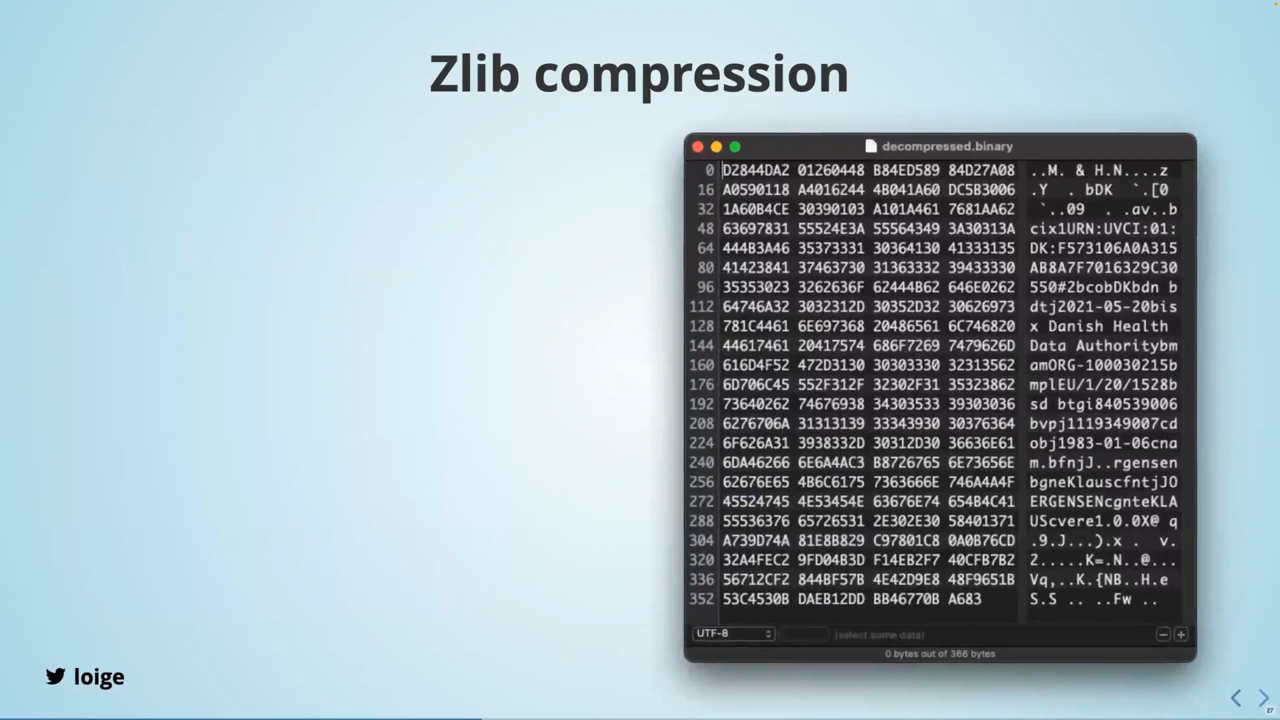 Zlib compression
decompressed.binary
0 D2844DA2 01260448 B84ED589 84D27A08 ..M. & H.N....z
16 A0590118 A4016244 4B041A60 DC5B3006 .Y . bDK `.[0
32 1A60B4CE 30390103 A101A461 7681AA62 `..09 . .av..b
48 63697831 55524E3A 55564349 3A30313A cix1URN:UVCI:01:
64 444B3A46 35373331 30364130 41333135 DK:F573106A0A315
80 41423841 37463730 31363332 39433330 AB8A7F7016329C30
96 35353023 3262636F 62444B62 646E0262 550#2bcobDKbdn b
112 64746A32 3032312D 30352D32 30626973 dtj2021-05-20bis
128 781C4461 6E697368 20486561 6C746820 x Danish Health
144 44617461 20417574 686F7269 7479626D Data Authoritybm
160 616D4F52 472D3130 30303330 32313562 amORG-100030215b
176 6D706C45 552F312F 32302F31 35323862 mplEU/1/20/1528b
192 73640262 74676938 34303533 39303036 sd btgi840539006
208 6276706A 31313139 33343930 30376364 bvpj1119349007cd
224 6F626A31 3938332D 30312D30 36636E61 obj1983-01-06cna
240 6DA46266 6E6A4AC3 B8726765 6E73656E m.bfnjJ..rgensen
256 62676E65 4B6C6175 7363666E 746A4A4F bgneKlauscfntjJO
272 45524745 4E53454E 63676E74 654B4C41 ERGENSENcgnteKLA
288 55536376 65726531 2E302E30 58401371 UScvere1.0.0X@ q
304 A739D74A 81E8B829 C97801C8 0A0B76CD .9.J...).x . v.
320 32A4FEC2 9FD04B3D F14EB2F7 40CFB7B2 2.....K=.N..@...
336 56712CF2 844BF57B 4E42D9E8 48F9651B Vq,..K.{NB..H.e
352 53C4530B DAEB12DD BB46770B A683 S.S .. ..Fw ..
UTF-8 (select some data)
0 bytes out of 366 bytes
loige
27